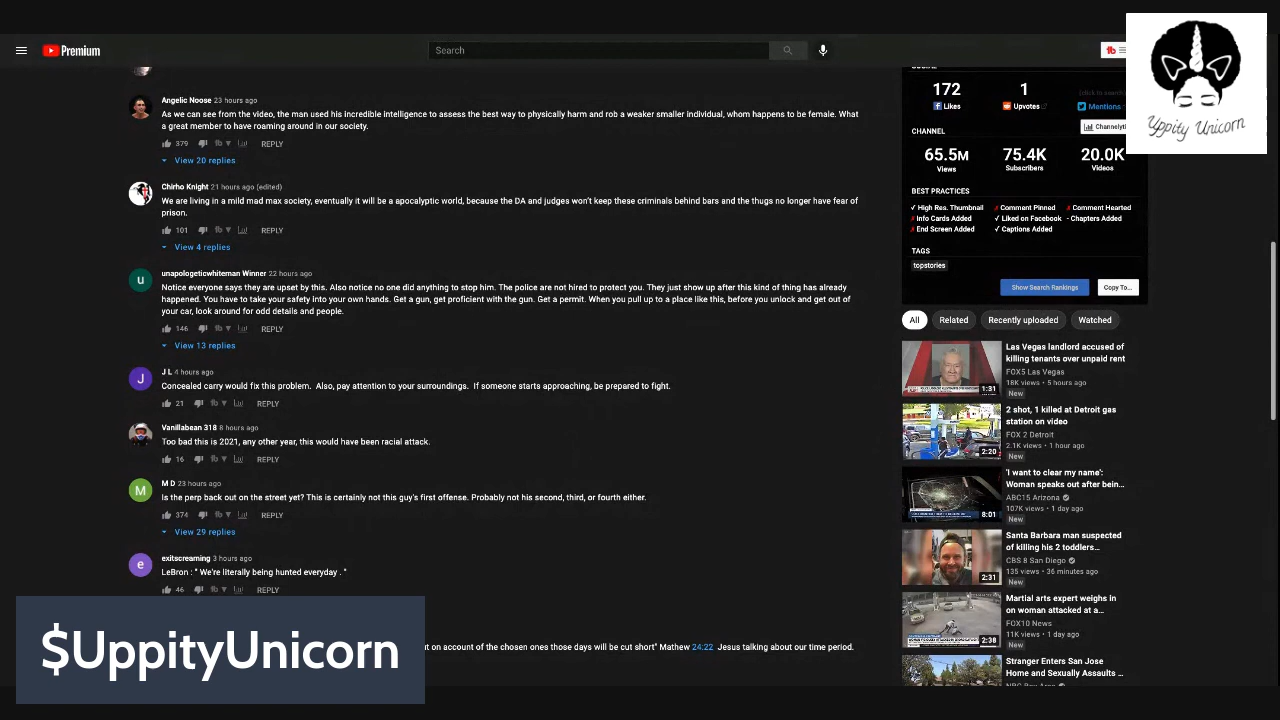 Premium
Search
Uppity Unicorn
Angelic Noose 23 hours ago
As we can see from the video, the man used his incredible intelligence to assess the best way to physically harm and rob a weaker smaller individual, whom happens to be female. What
a great member to have roaming around in our society.
379 REPLY
View 20 replies
Chirho Knight 21 hours ago (edited)
We are living in a mild mad max society, eventually it will be a apocalyptic world, because the DA and judges won't keep these criminals behind bars and the thugs no longer have fear of
prison.
101 REPLY
View 4 replies
u
unapologeticwhiteman Winner 22 hours ago
Notice everyone says they are upset by this. Also notice no one did anything to stop him. The police are not hired to protect you. They just show up after this kind of thing has already
happened. You have to take your safety into your own hands. Get a gun, get proficient with the gun. Get a permit. When you pull up to a place like this, before you unlock and get out of
your car, look around for odd details and people.
146 REPLY
View 13 replies
J
J L 4 hours ago
Concealed carry would fix this problem. Also, pay attention to your surroundings. If someone starts approaching, be prepared to fight.
21 REPLY
Vanillabean 318 8 hours ago
Too bad this is 2021, any other year, this would have been racial attack.
16 REPLY
M
M D 23 hours ago
Is the perp back out on the street yet? This is certainly not this guy's first offense. Probably not his second, third, or fourth either.
374 REPLY
View 29 replies
e
exitscreaming 3 hours ago
LeBron : " We're literally being hunted everyday . "
46 REPLY
$UppityUnicorn
on account of the chosen ones those days will be cut short" Mathew 24:22 Jesus talking about our time period.
172 1 [click to search]
Likes Upvotes Mentions
CHANNEL
65.5M 75.4K 20.0K
Views Subscribers Videos
BEST PRACTICES
✓ High Res. Thumbnail ✗ Comment Pinned ✗ Comment Hearted
✗ Info Cards Added ✓ Liked on Facebook - Chapters Added
✗ End Screen Added ✓ Captions Added
TAGS
topstories
Show Search Rankings Copy To...
All Related Recently uploaded Watched
Las Vegas landlord accused of
killing tenants over unpaid rent
FOX5 Las Vegas
18K views • 5 hours ago
New
1:31
2 shot, 1 killed at Detroit gas
station on video
FOX 2 Detroit
2.1K views • 1 hour ago
New
2:20
'I want to clear my name':
Woman speaks out after bein...
ABC15 Arizona
107K views • 1 day ago
New
8:01
Santa Barbara man suspected
of killing his 2 toddlers...
CBS 8 San Diego
135 views • 36 minutes ago
New
2:31
Martial arts expert weighs in
on woman attacked at a...
FOX10 News
11K views • 1 day ago
New
2:38
Stranger Enters San Jose
Home and Sexually Assaults ...